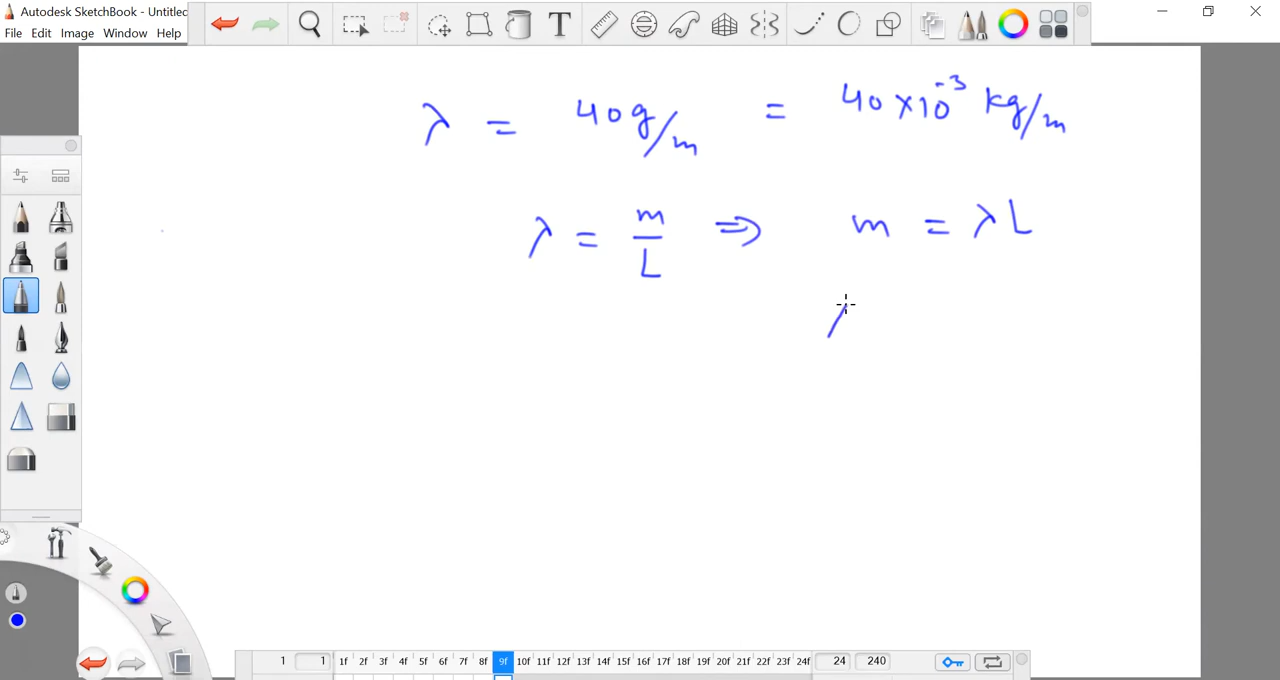 Autodesk SketchBook - Untitled
File Edit Image Window Help
T
λ = 40g/m = 40×10⁻³ kg/m
λ = m/L ⇒ m = λL
1 1 1f 2f 3f 4f 5f 6f 7f 8f 9f 10f 11f 12f 13f 14f 15f 16f 17f 18f 19f 20f 21f 22f 23f 24f 24 240